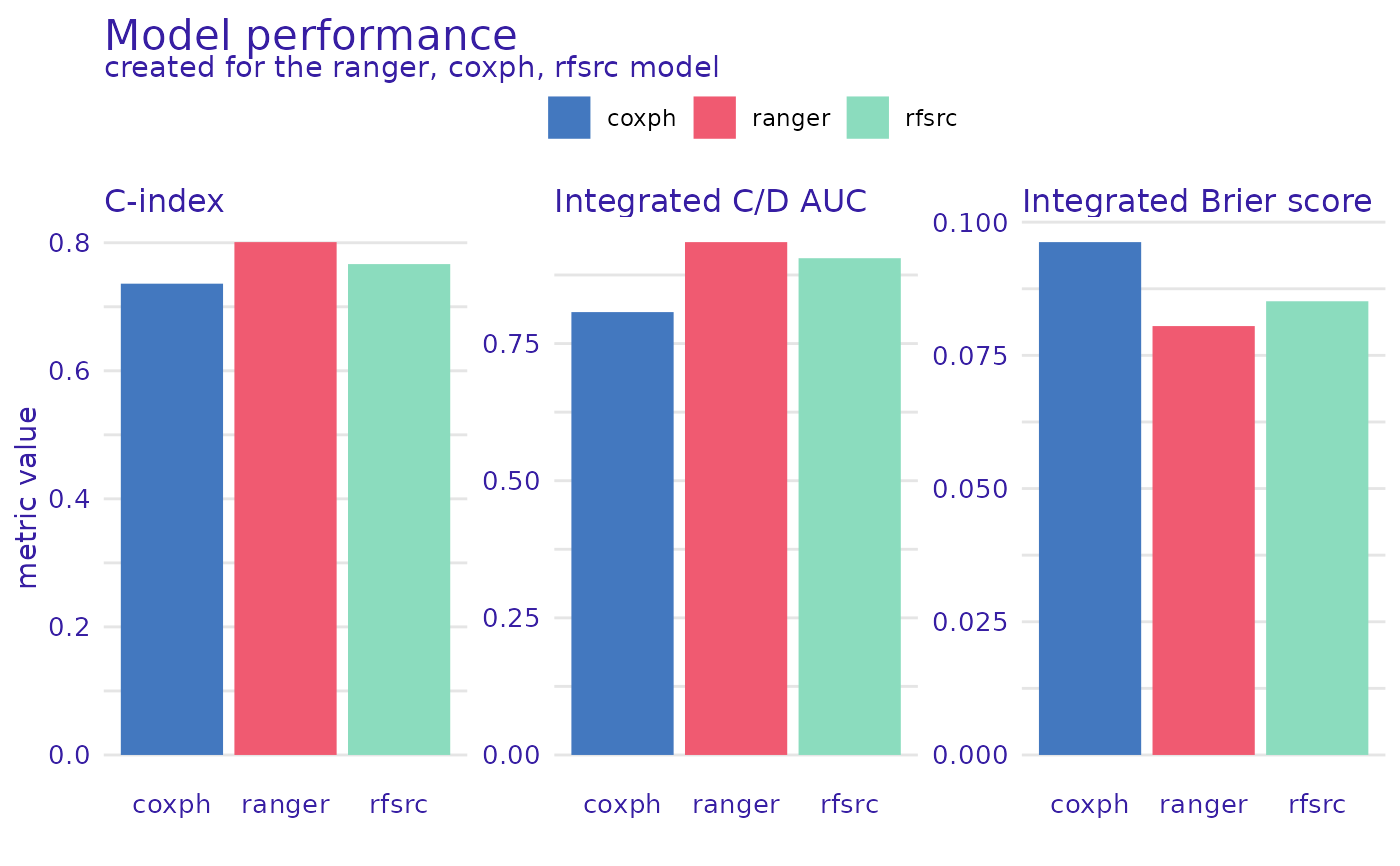 Model performance
created for the ranger, coxph, rfsrc model
coxph ranger rfsrc
C-index
Integrated C/D AUC
Integrated Brier score
metric value
0.8
0.6
0.4
0.2
0.0
coxph ranger rfsrc
0.75
0.50
0.25
0.00
coxph ranger rfsrc
0.100
0.075
0.050
0.025
0.000
coxph ranger rfsrc